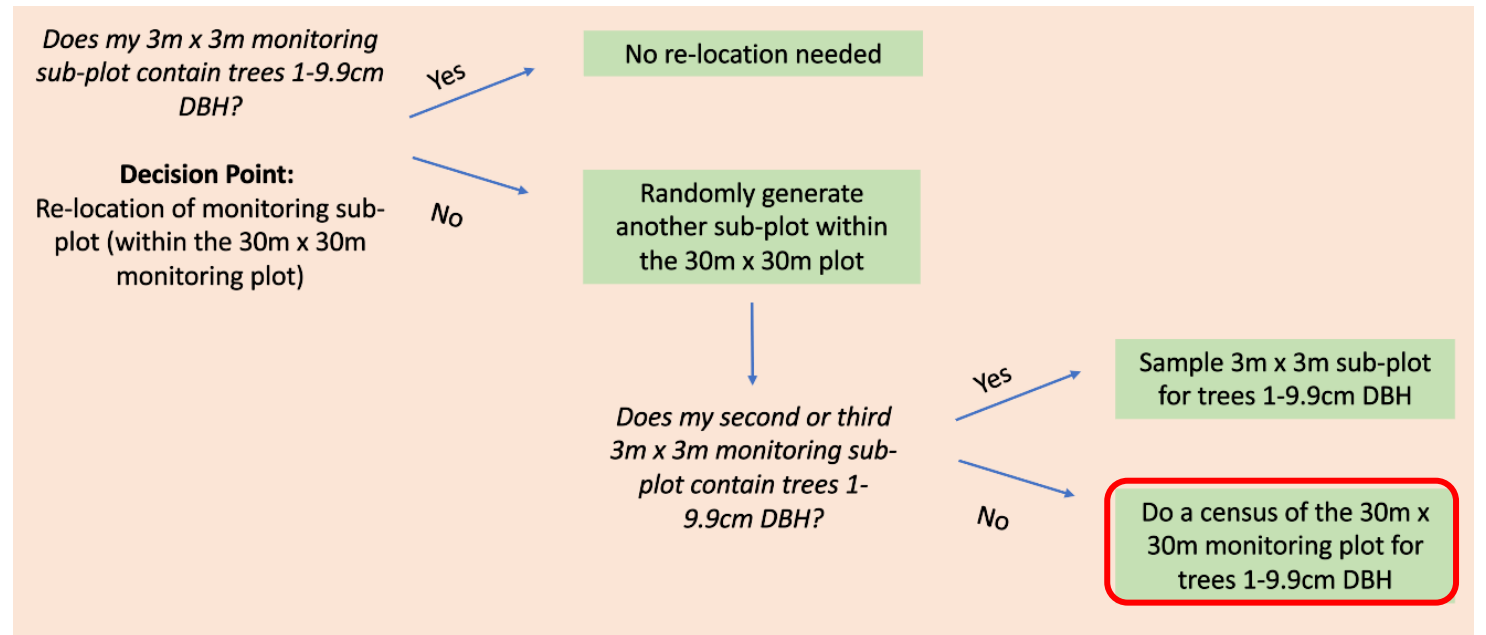 Does my 3m x 3m monitoring
sub-plot contain trees 1-9.9cm
DBH?
Decision Point:
Re-location of monitoring sub-
plot (within the 30m x 30m
monitoring plot)
Yes
No re-location needed
No
Randomly generate
another sub-plot within
the 30m x 30m plot
Does my second or third
3m x 3m monitoring sub-
plot contain trees 1-
9.9cm DBH?
Yes
Sample 3m x 3m sub-plot
for trees 1-9.9cm DBH
No
Do a census of the 30m x
30m monitoring plot for
trees 1-9.9cm DBH